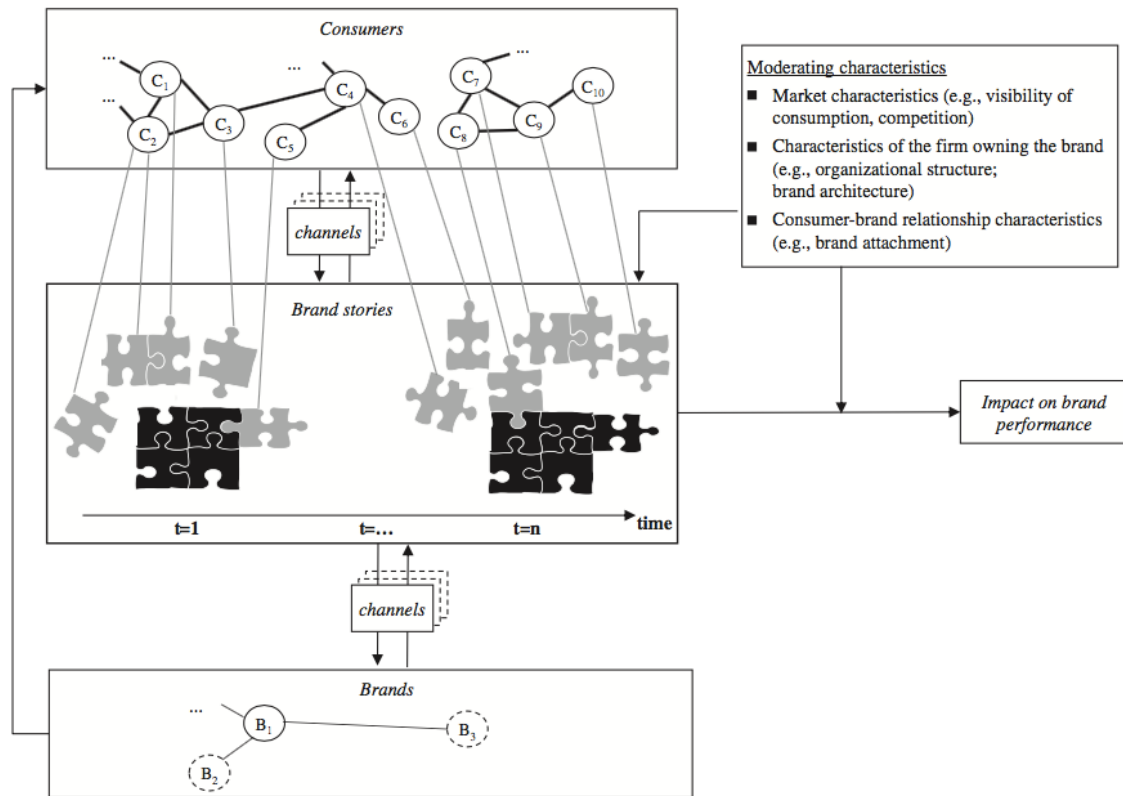 Consumers
...
...
...
...
C1
C2
C3
C4
C5
C6
C7
C8
C9
C10
Moderating characteristics
■ Market characteristics (e.g., visibility of
consumption, competition)
■ Characteristics of the firm owning the brand
(e.g., organizational structure;
brand architecture)
■ Consumer-brand relationship characteristics
(e.g., brand attachment)
channels
Brand stories
Impact on brand
performance
t=1
t=...
t=n
time
channels
Brands
...
B1
B2
B3